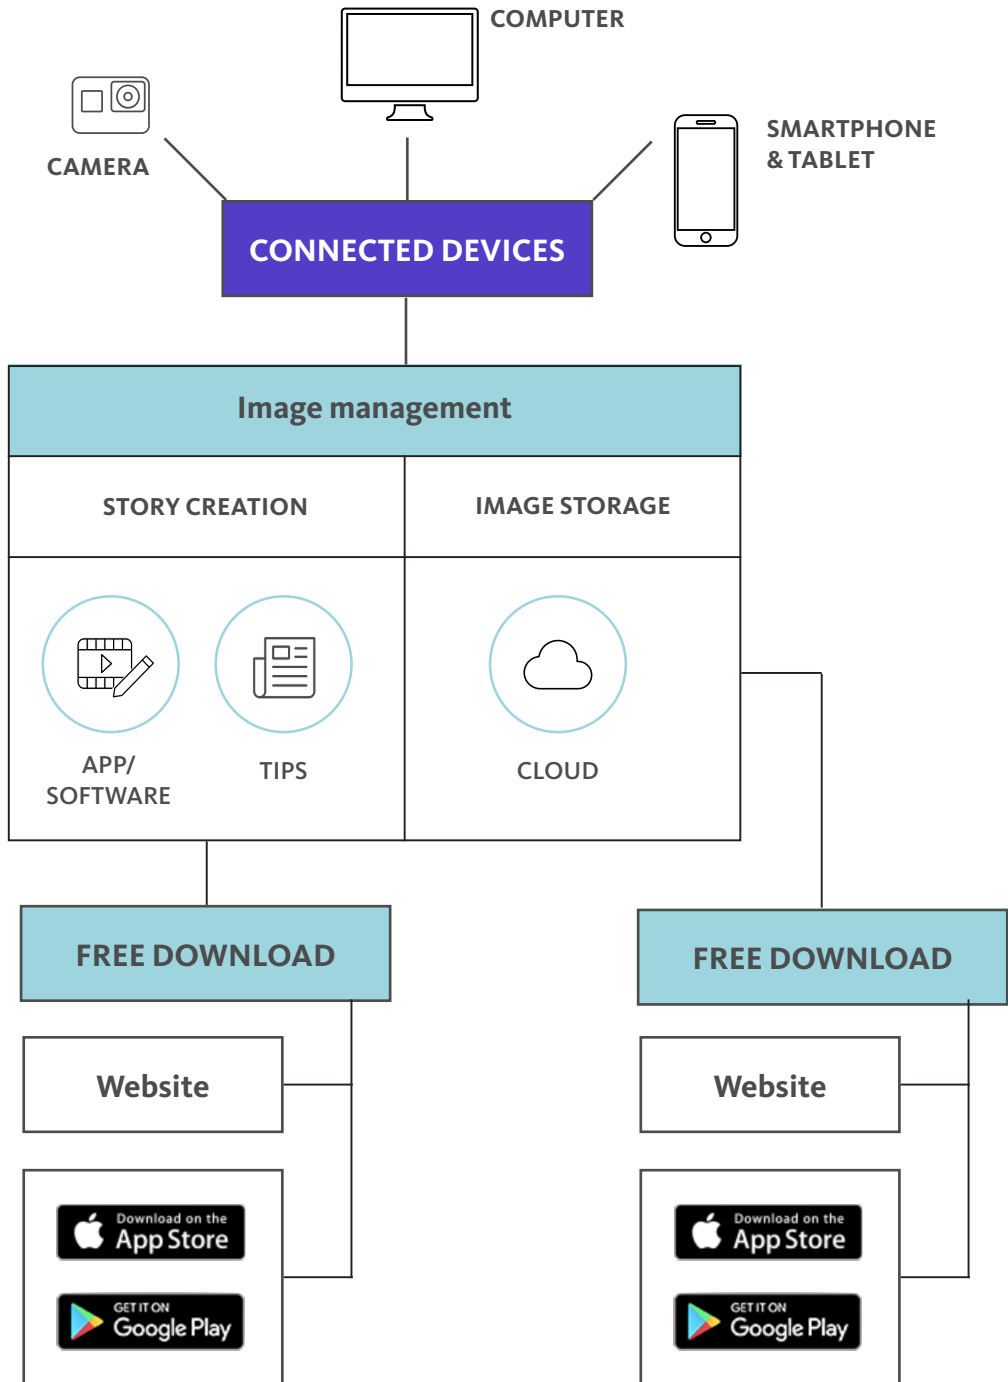 COMPUTER
CAMERA
SMARTPHONE
& TABLET
CONNECTED DEVICES
Image management
STORY CREATION
IMAGE STORAGE
APP/
SOFTWARE
TIPS
CLOUD
FREE DOWNLOAD
Website
Download on the
App Store
GET IT ON
Google Play
FREE DOWNLOAD
Website
Download on the
App Store
GET IT ON
Google Play